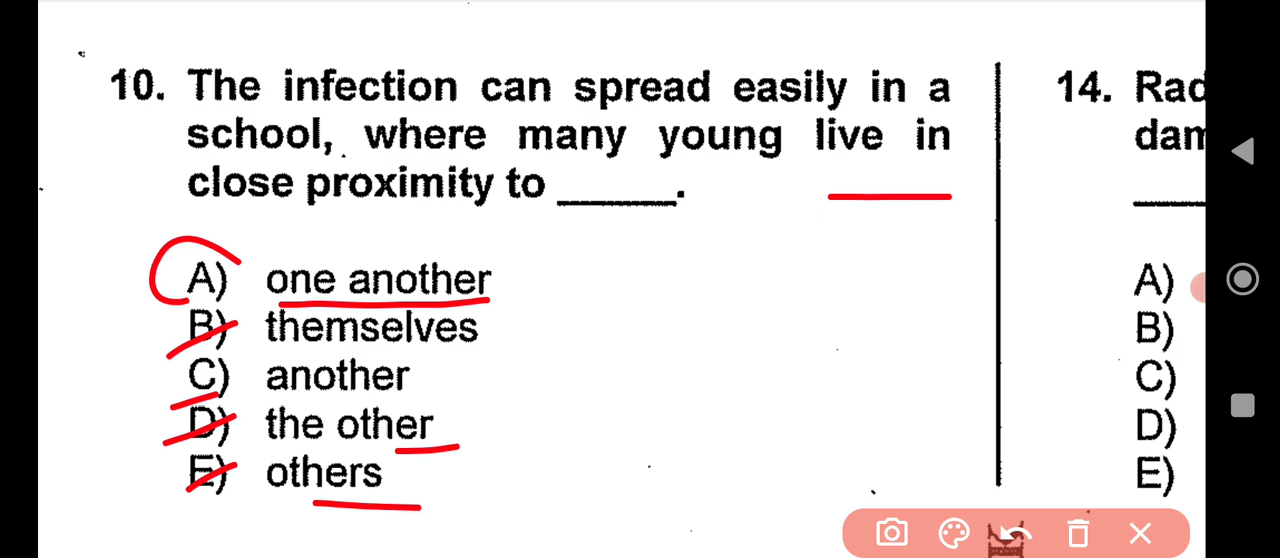 10. The infection can spread easily in a
school, where many young live in
close proximity to ______.
A) one another
B) themselves
C) another
D) the other
E) others
14. Rad
dam
______
A)
B)
C)
D)
E)